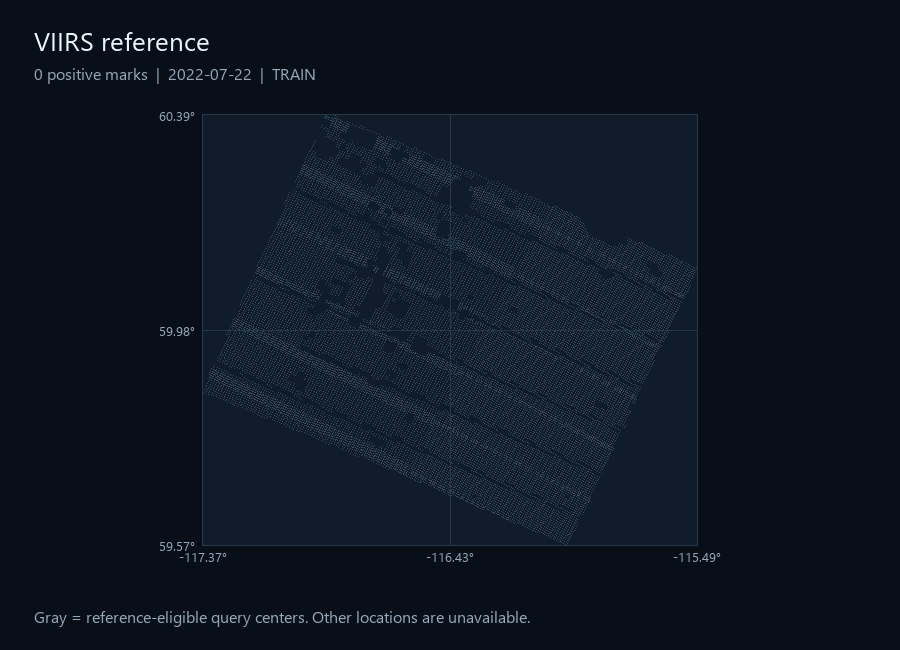 VIIRS reference
0 positive marks | 2022-07-22 | TRAIN
60.39°
59.98°
59.57°
-117.37°
-116.43°
-115.49°
Gray = reference-eligible query centers. Other locations are unavailable.